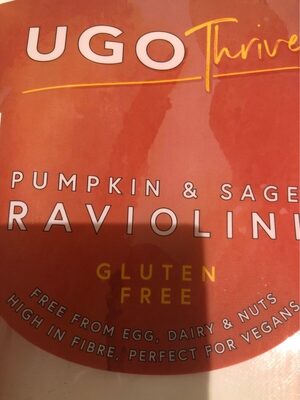 UGO Thrive
PUMPKIN & SAGE
RAVIOLINI
GLUTEN
FREE
FREE FROM EGG, DAIRY & NUTS
HIGH IN FIBRE, PERFECT FOR VEGANS